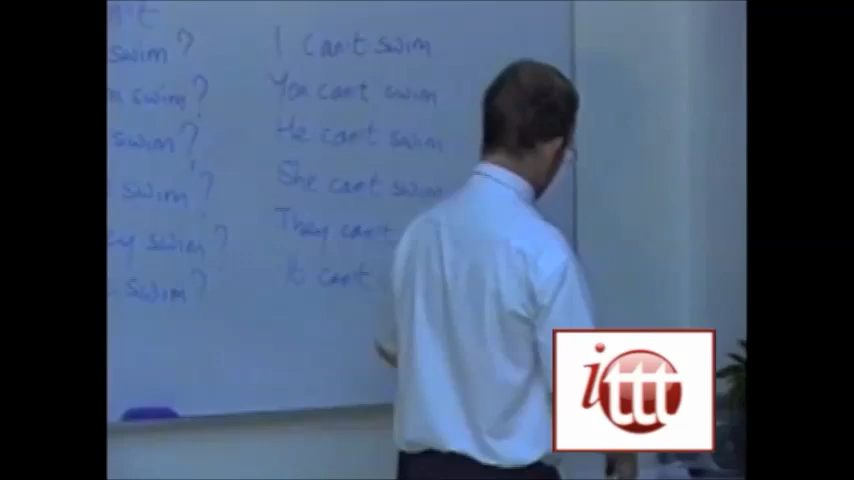 swim? I can't swim
swim? You can't swim
swim? He can't swim
swim? She can't swim
swim? They can't
swim? It can't
ittt